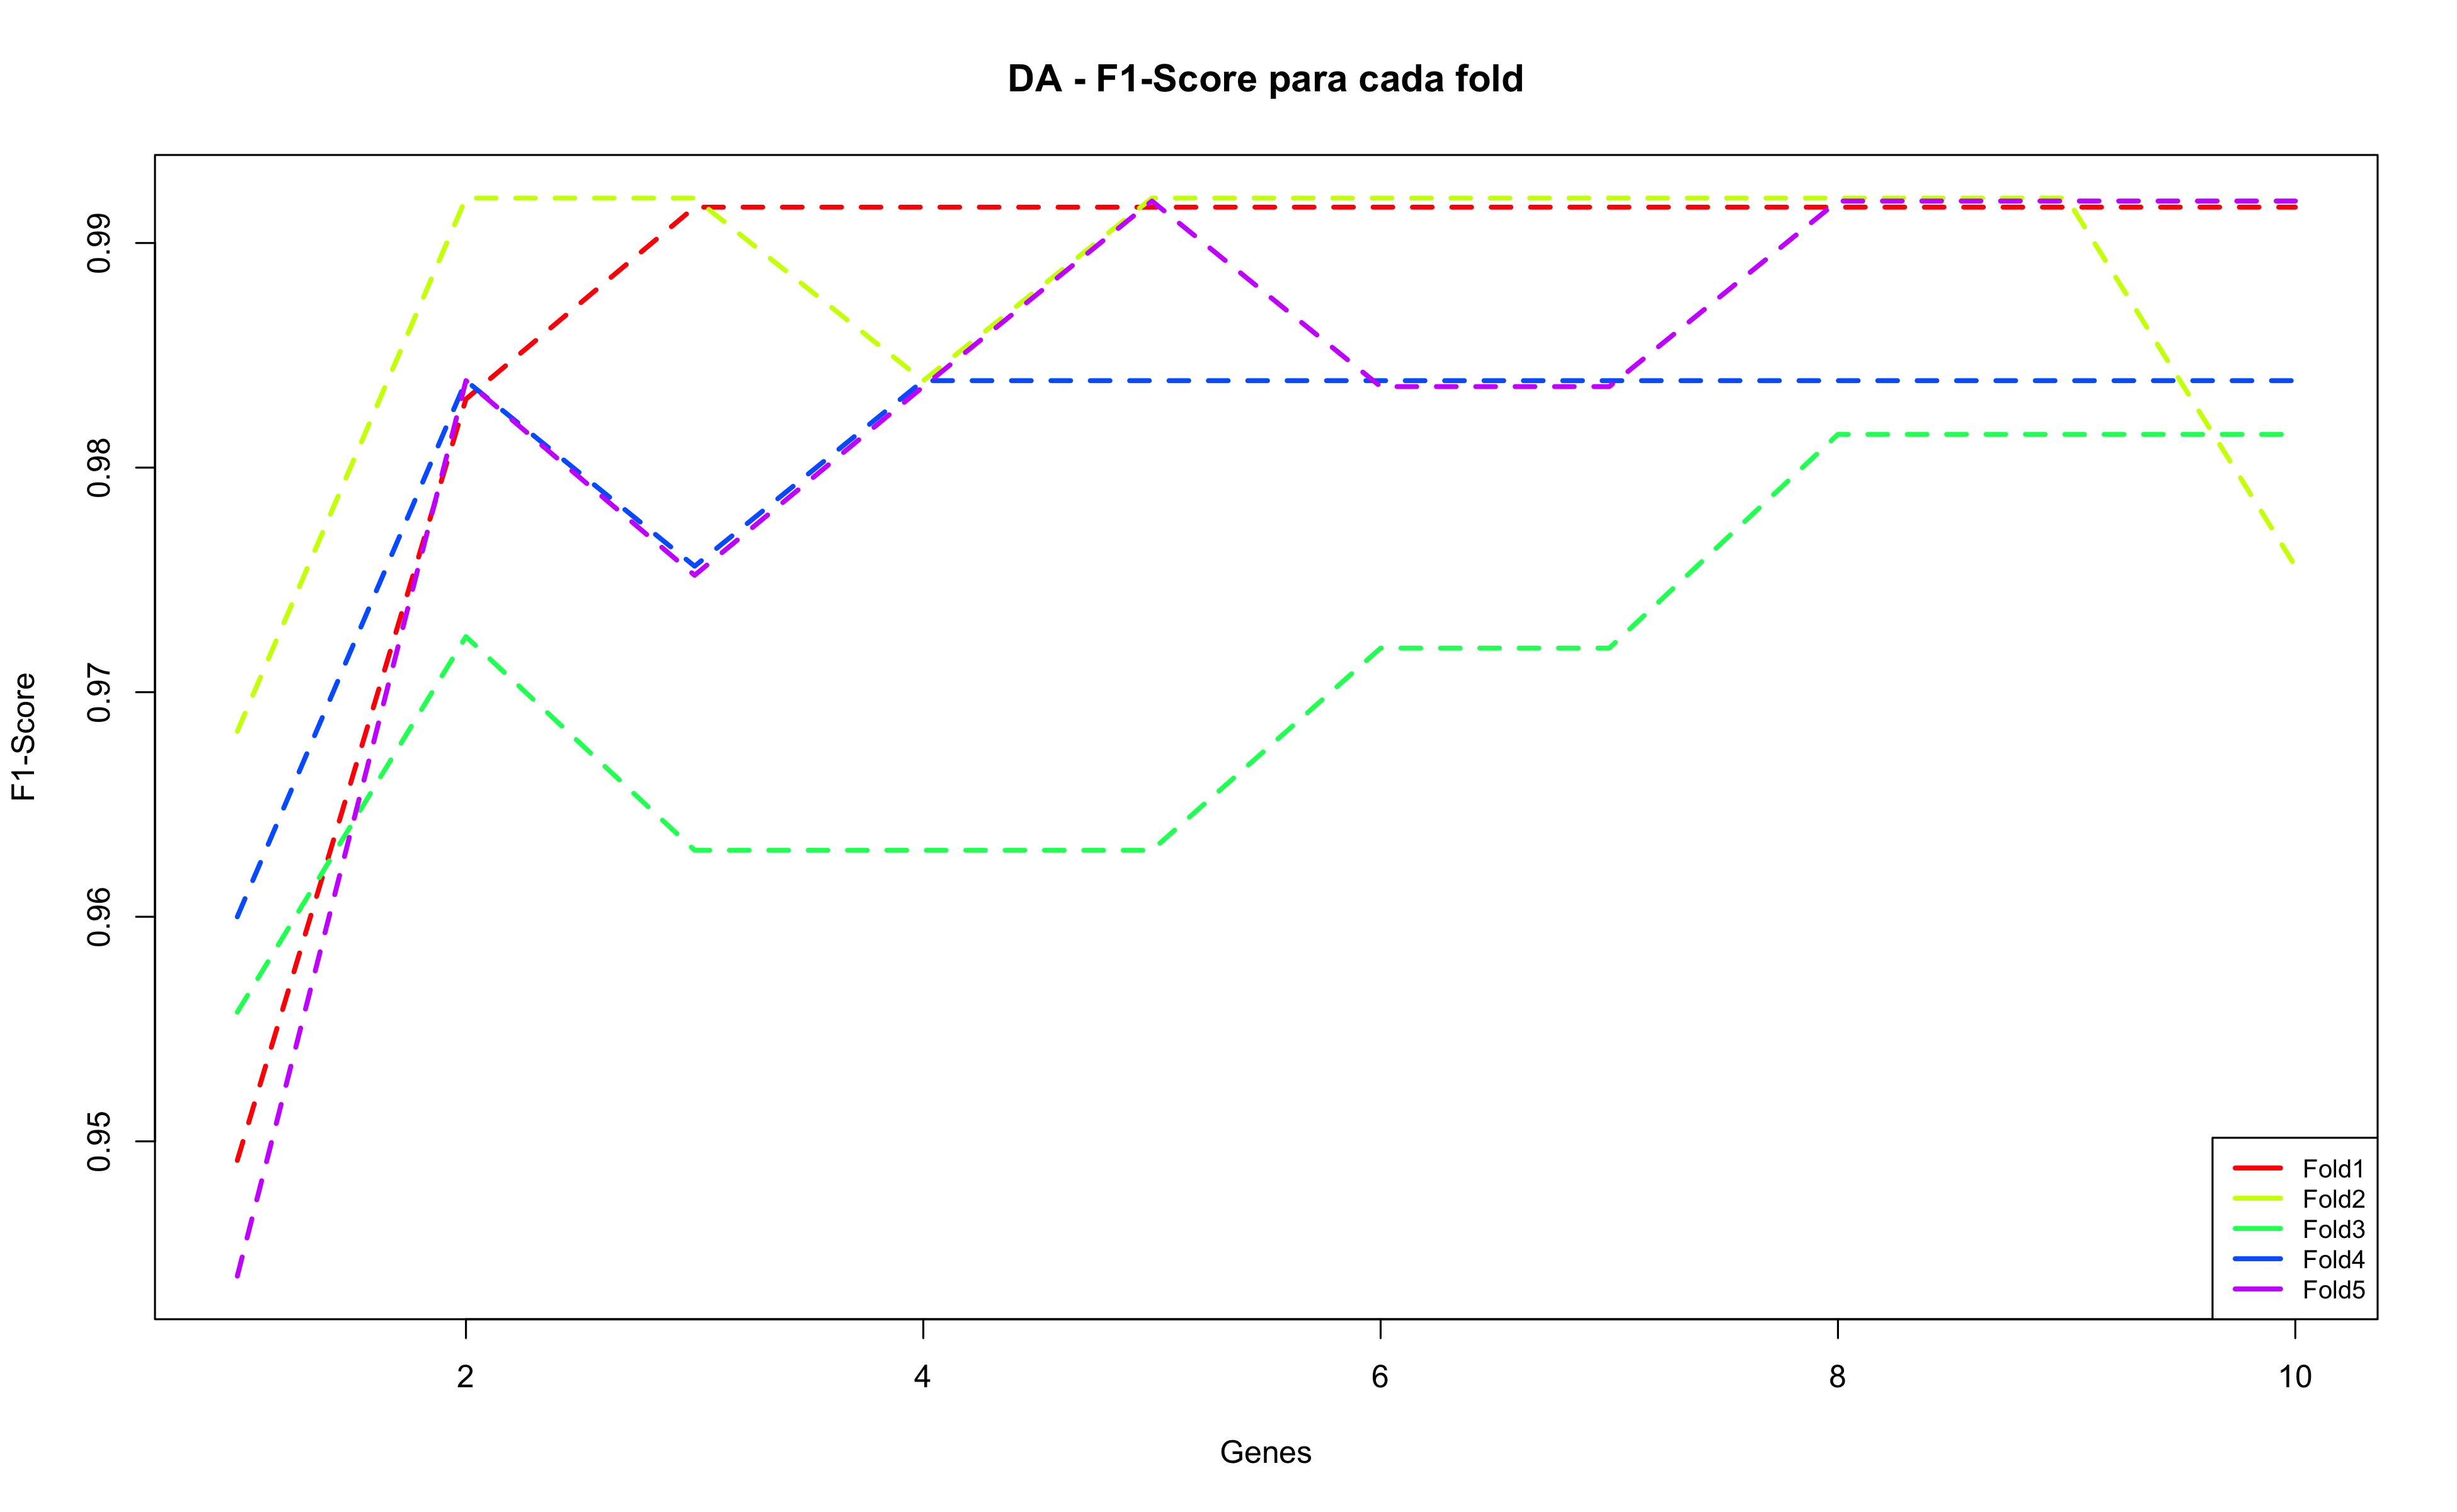 DA - F1-Score para cada fold
F1-Score
0.99
0.98
0.97
0.96
0.95
2
4
6
8
10
Genes
Fold1
Fold2
Fold3
Fold4
Fold5